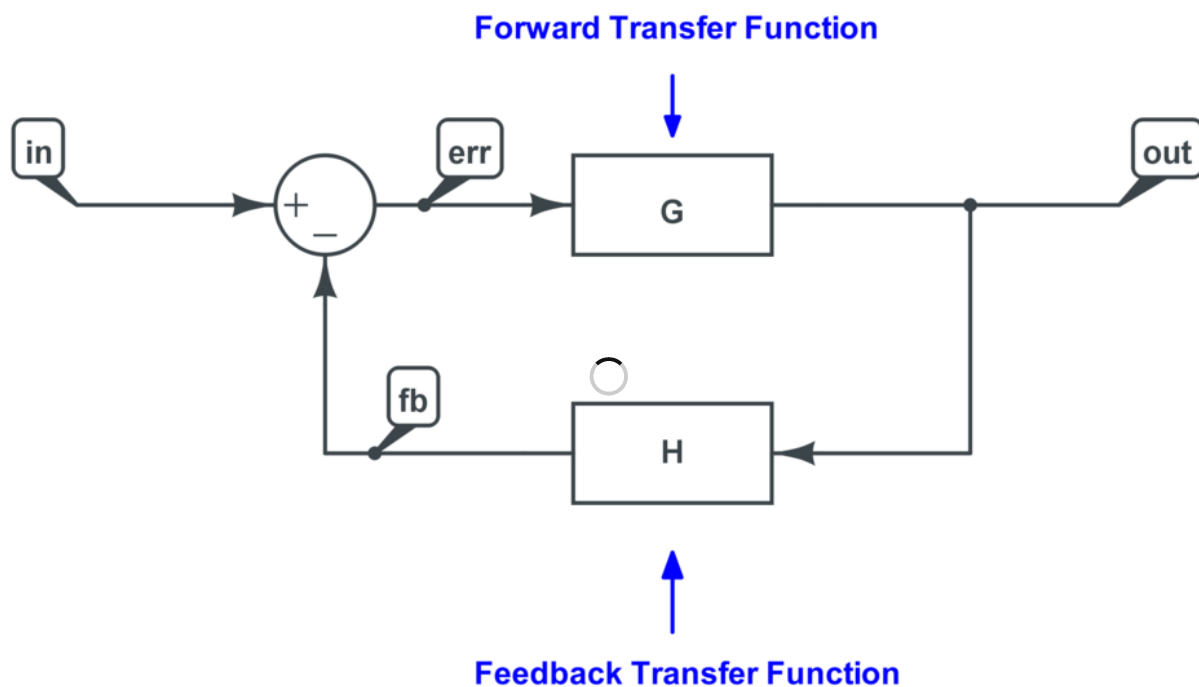 Forward Transfer Function
in
err
out
+
−
G
fb
H
Feedback Transfer Function